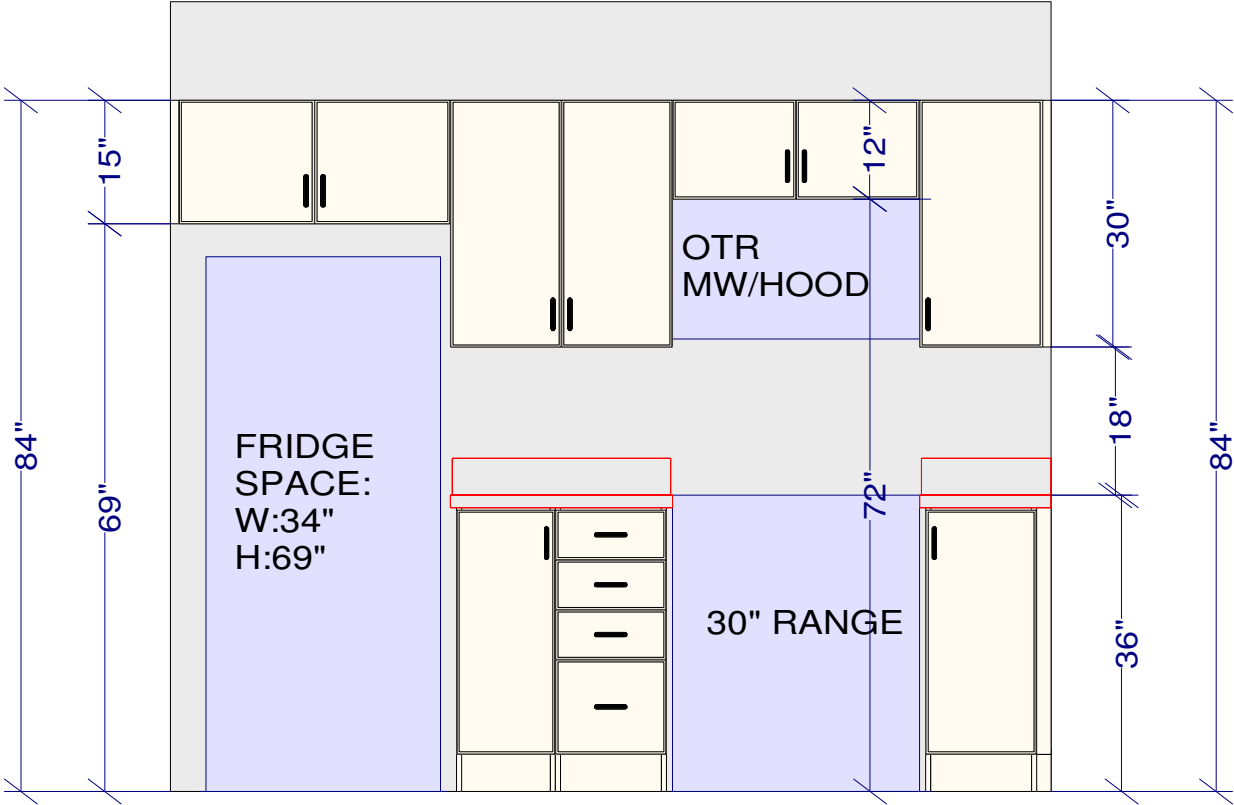 15"
12"
30"
OTR
MW/HOOD
18"
84"
69"
FRIDGE
SPACE:
W:34"
H:69"
72"
84"
30" RANGE
36"